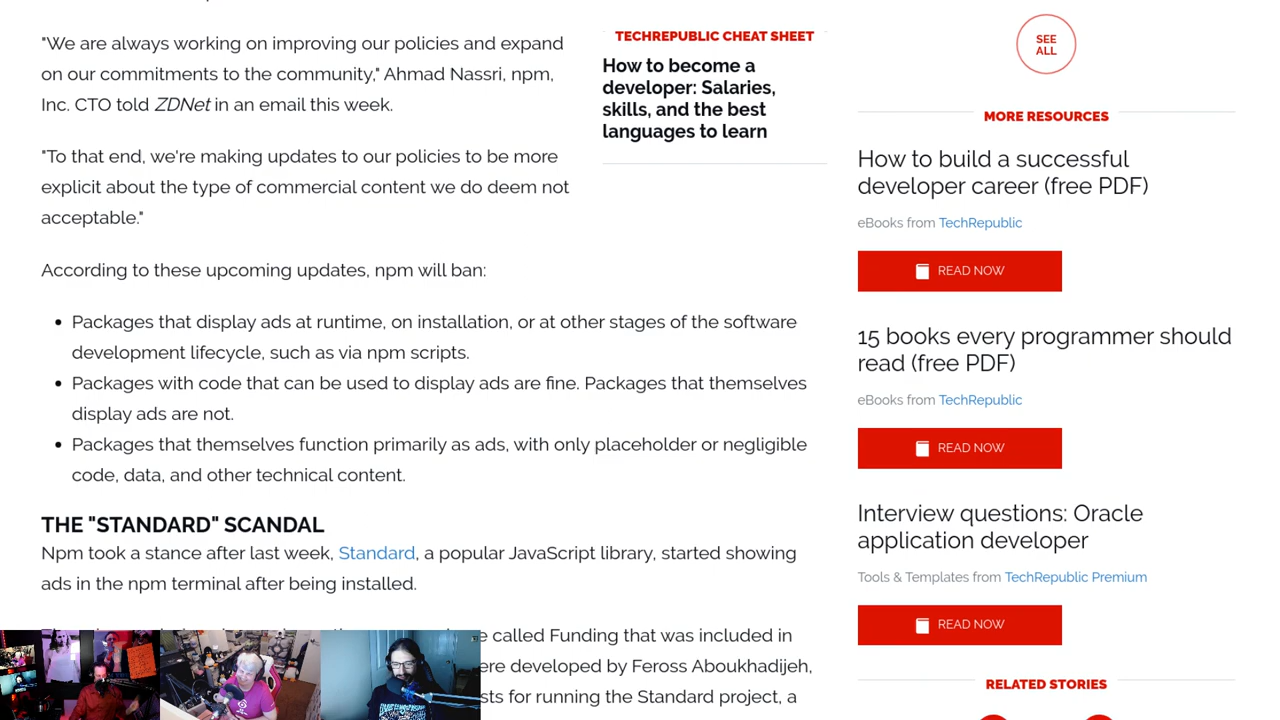 "We are always working on improving our policies and expand
on our commitments to the community," Ahmad Nassri, npm,
Inc. CTO told ZDNet in an email this week.
"To that end, we're making updates to our policies to be more
explicit about the type of commercial content we do deem not
acceptable."
According to these upcoming updates, npm will ban:
• Packages that display ads at runtime, on installation, or at other stages of the software
development lifecycle, such as via npm scripts.
• Packages with code that can be used to display ads are fine. Packages that themselves
display ads are not.
• Packages that themselves function primarily as ads, with only placeholder or negligible
code, data, and other technical content.
THE "STANDARD" SCANDAL
Npm took a stance after last week, Standard, a popular JavaScript library, started showing
ads in the npm terminal after being installed.
called Funding that was included in
ere developed by Feross Aboukhadijeh,
sts for running the Standard project, a
TECHREPUBLIC CHEAT SHEET
How to become a
developer: Salaries,
skills, and the best
languages to learn
SEE
ALL
MORE RESOURCES
How to build a successful
developer career (free PDF)
eBooks from TechRepublic
READ NOW
15 books every programmer should
read (free PDF)
eBooks from TechRepublic
READ NOW
Interview questions: Oracle
application developer
Tools & Templates from TechRepublic Premium
READ NOW
RELATED STORIES